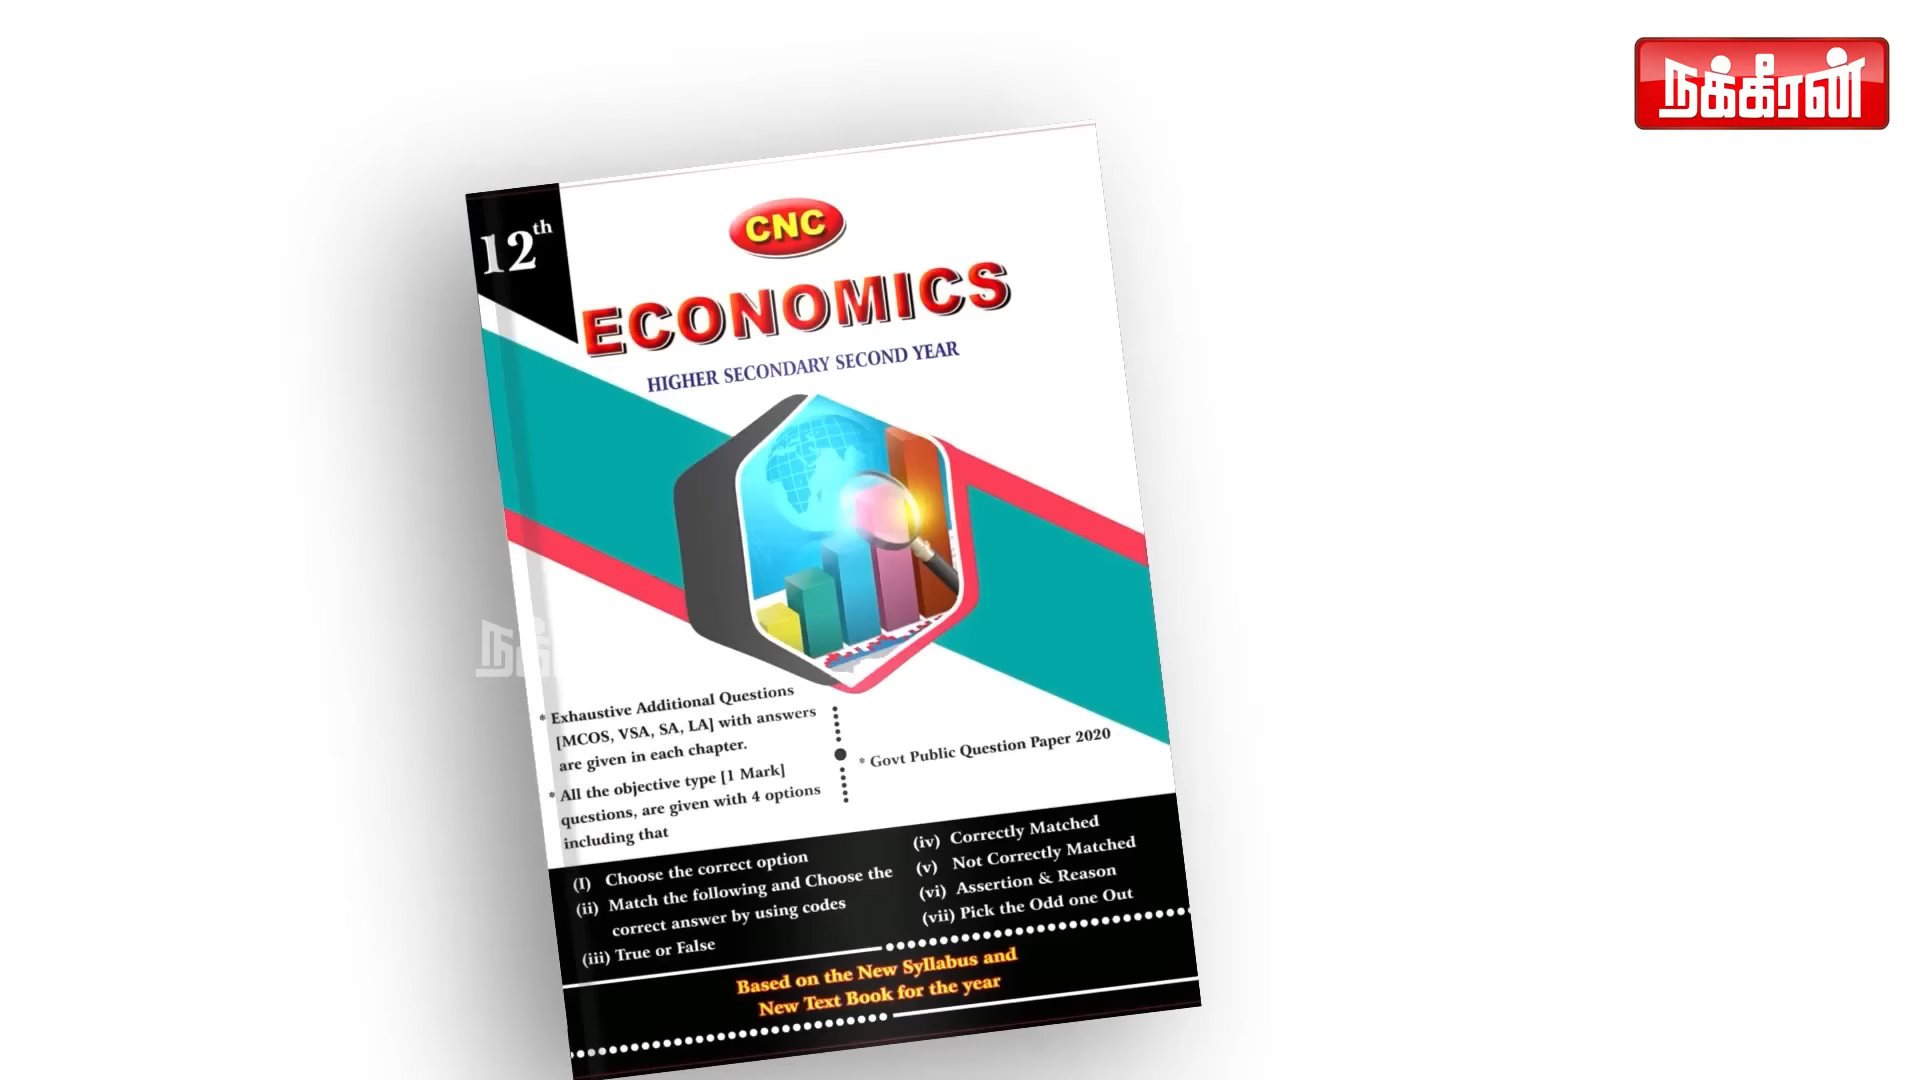 நக்கீரன்
12th
CNC
ECONOMICS
HIGHER SECONDARY SECOND YEAR
* Exhaustive Additional Questions
[MCOS, VSA, SA, LA] with answers
are given in each chapter.
* All the objective type [1 Mark]
questions, are given with 4 options
including that
* Govt Public Question Paper 2020
(I) Choose the correct option
(ii) Match the following and Choose the
correct answer by using codes
(iii) True or False
(iv) Correctly Matched
(v) Not Correctly Matched
(vi) Assertion & Reason
(vii) Pick the Odd one Out
Based on the New Syllabus and
New Text Book for the year